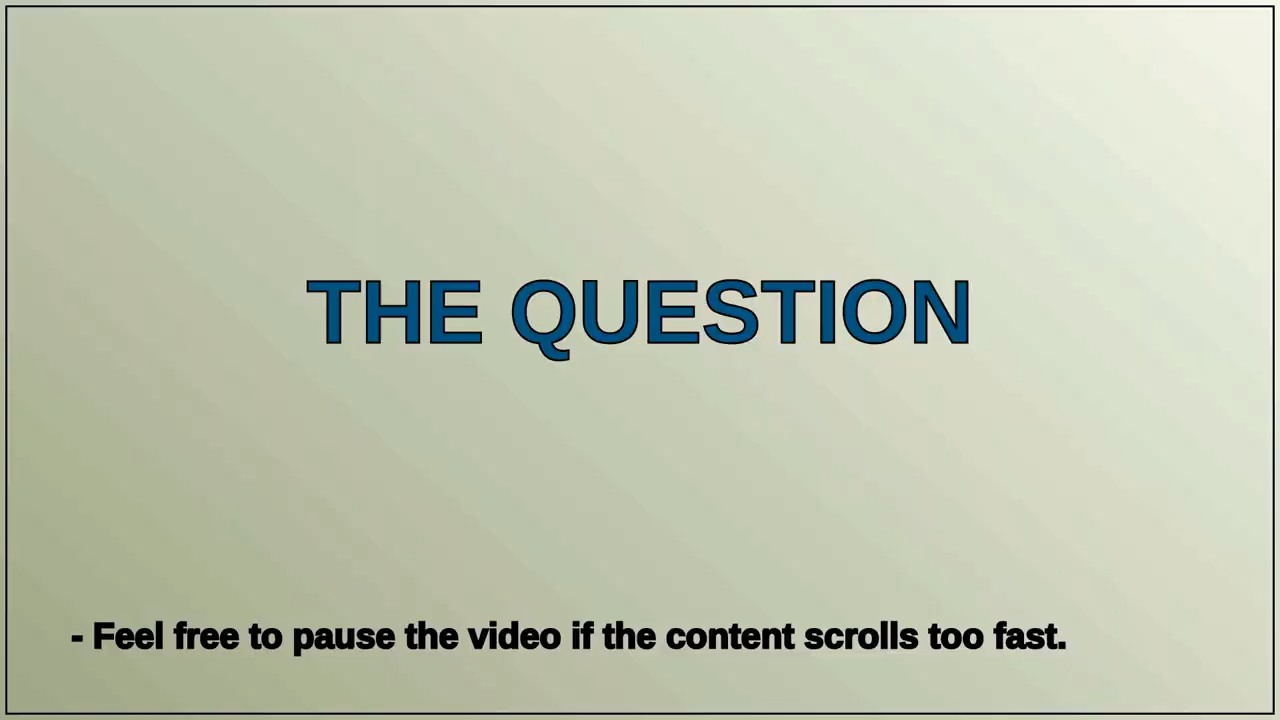 THE QUESTION
- Feel free to pause the video if the content scrolls too fast.